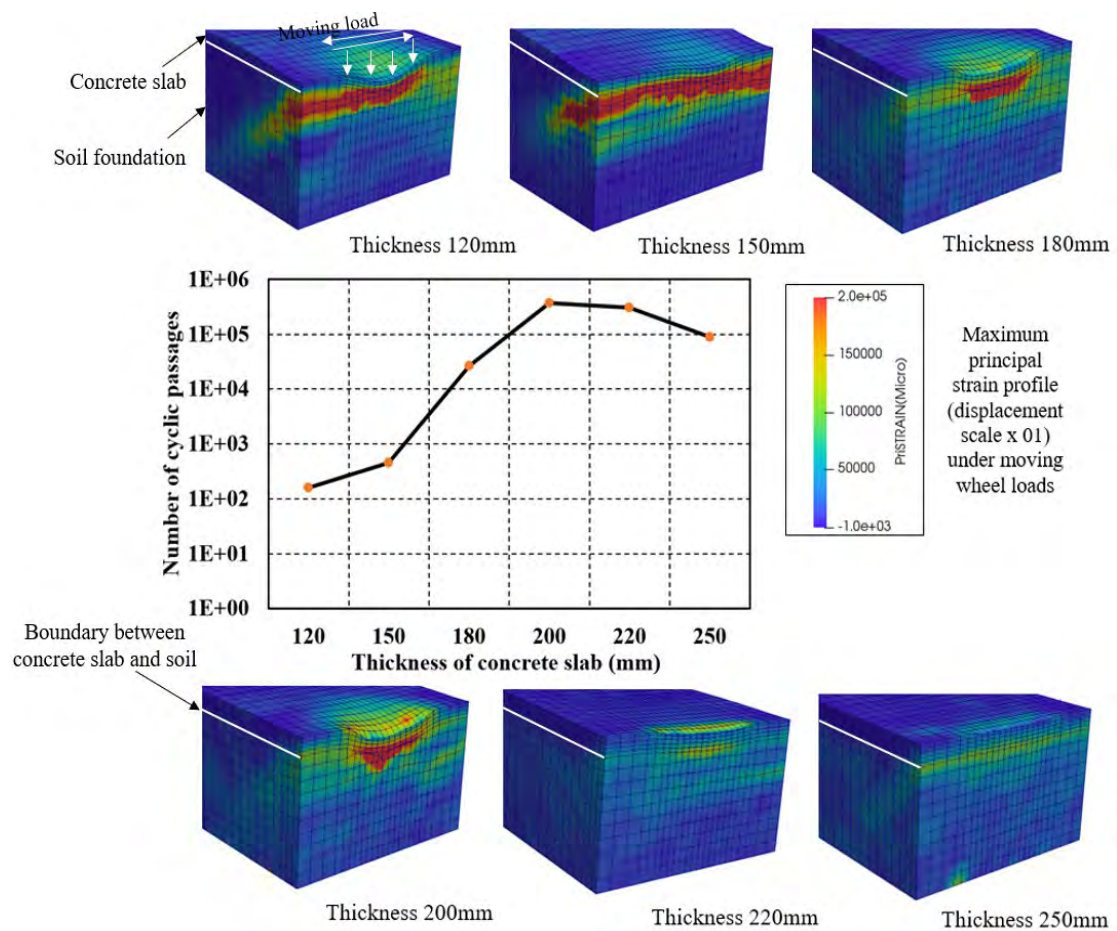 Moving load
Concrete slab
Soil foundation
Thickness 120mm
Thickness 150mm
Thickness 180mm
1E+06
1E+05
1E+04
1E+03
1E+02
1E+01
1E+00
Number of cyclic passages
120 150 180 200 220 250
Thickness of concrete slab (mm)
2.0e+05
150000
100000
50000
-1.0e+03
PriSTRAIN(Micro)
Maximum
principal
strain profile
(displacement
scale x 01)
under moving
wheel loads
Boundary between
concrete slab and soil
Thickness 200mm
Thickness 220mm
Thickness 250mm